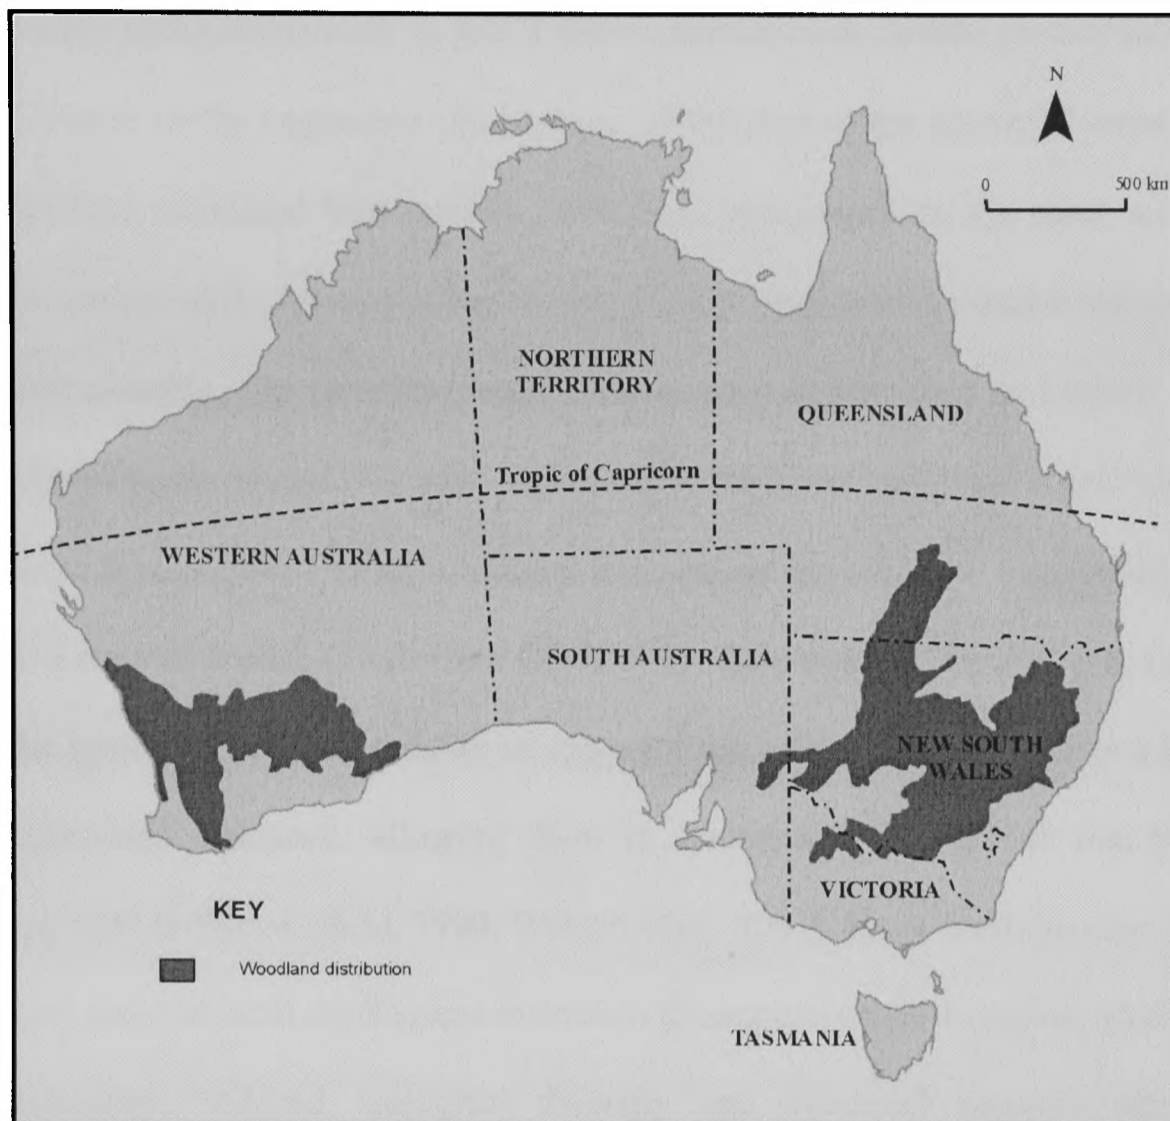 N
0 500 km
NORTHERN
TERRITORY
QUEENSLAND
Tropic of Capricorn
WESTERN AUSTRALIA
SOUTH AUSTRALIA
NEW SOUTH
WALES
VICTORIA
KEY
Woodland distribution
TASMANIA